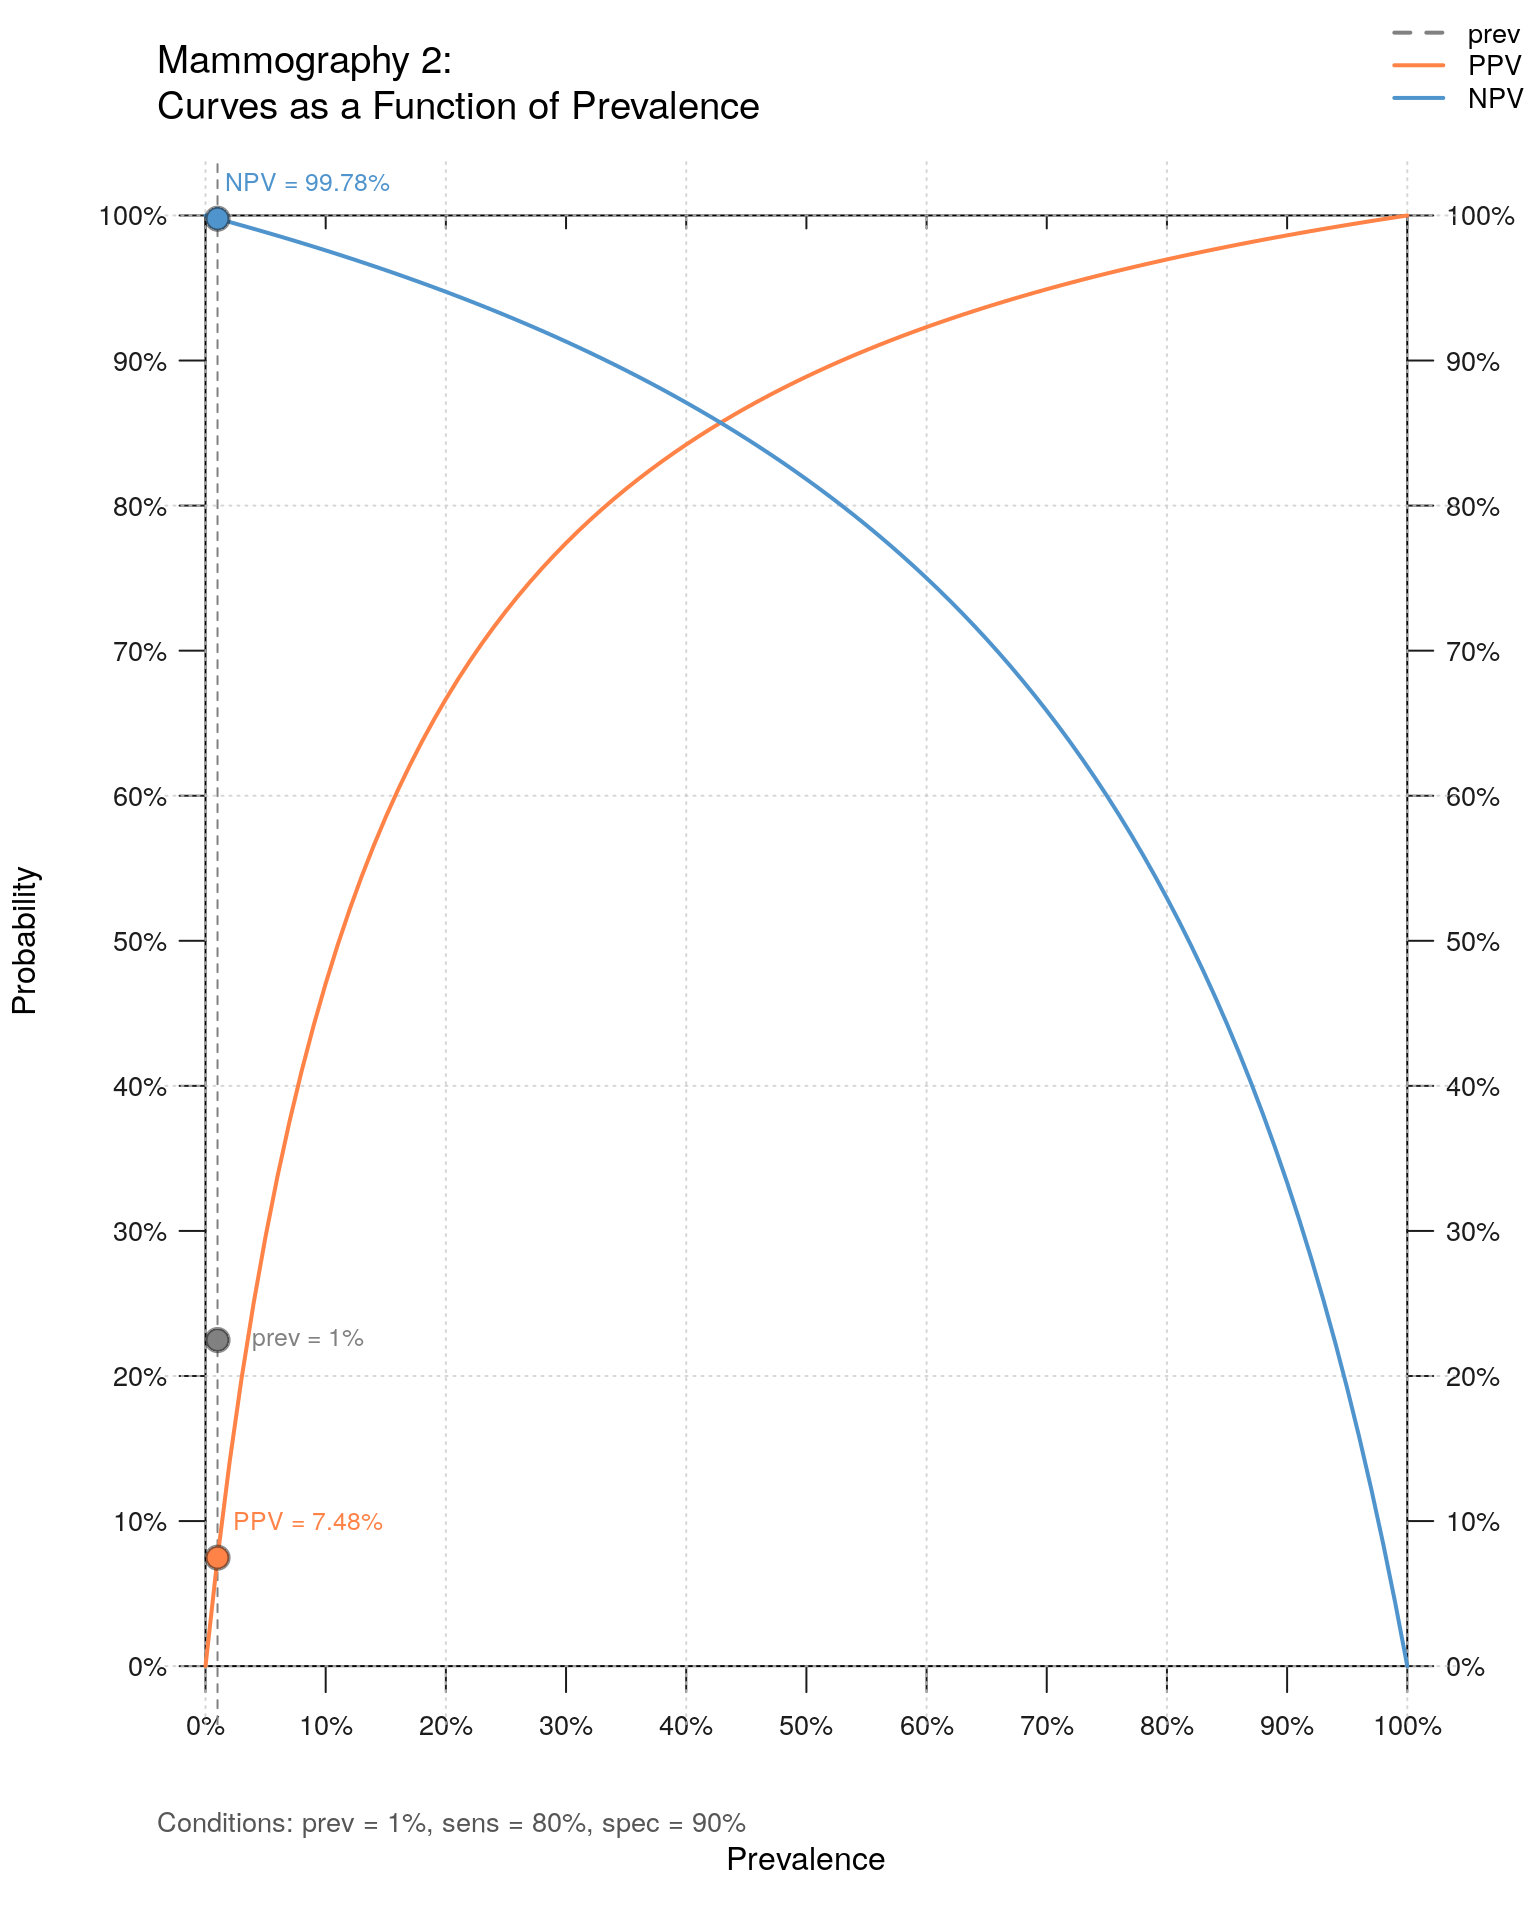 Mammography 2:
Curves as a Function of Prevalence
prev
PPV
NPV
NPV = 99.78%
100%
90%
80%
70%
60%
50%
40%
30%
20%
10%
0%
100%
90%
80%
70%
60%
50%
40%
30%
20%
10%
0%
prev = 1%
PPV = 7.48%
Probability
0% 10% 20% 30% 40% 50% 60% 70% 80% 90% 100%
Conditions: prev = 1%, sens = 80%, spec = 90%
Prevalence